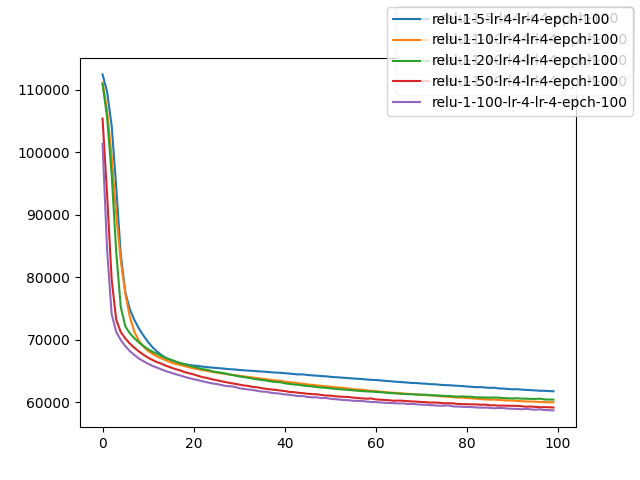 relu-1-5-lr-4-lr-4-epch-100
relu-1-10-lr-4-lr-4-epch-100
relu-1-20-lr-4-lr-4-epch-100
relu-1-50-lr-4-lr-4-epch-100
relu-1-100-lr-4-lr-4-epch-100
110000
100000
90000
80000
70000
60000
0 20 40 60 80 100